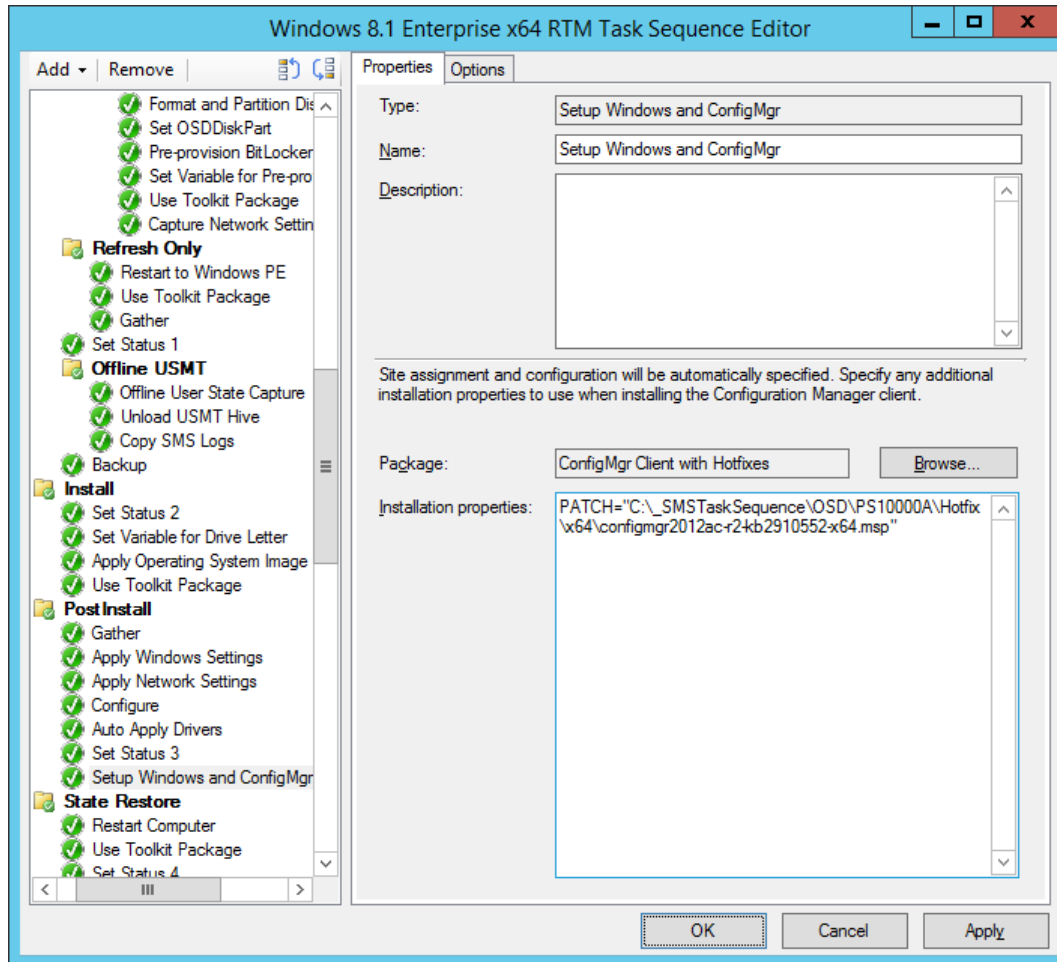 Windows 8.1 Enterprise x64 RTM Task Sequence Editor
Add
Remove
Format and Partition Dis
Set OSDDiskPart
Pre-provision BitLocker
Set Variable for Pre-pro
Use Toolkit Package
Capture Network Settin
Refresh Only
Restart to Windows PE
Use Toolkit Package
Gather
Set Status 1
Offline USMT
Offline User State Capture
Unload USMT Hive
Copy SMS Logs
Backup
Install
Set Status 2
Set Variable for Drive Letter
Apply Operating System Image
Use Toolkit Package
PostInstall
Gather
Apply Windows Settings
Apply Network Settings
Configure
Auto Apply Drivers
Set Status 3
Setup Windows and ConfigMgr
State Restore
Restart Computer
Use Toolkit Package
Set Status 4
Properties
Options
Type:
Setup Windows and ConfigMgr
Name:
Setup Windows and ConfigMgr
Description:
Site assignment and configuration will be automatically specified. Specify any additional
installation properties to use when installing the Configuration Manager client.
Package:
ConfigMgr Client with Hotfixes
Browse...
Installation properties:
PATCH="C:\_SMSTaskSequence\OSD\PS10000A\Hotfix
\x64\configmgr2012ac-r2-kb2910552-x64.msp"
OK
Cancel
Apply